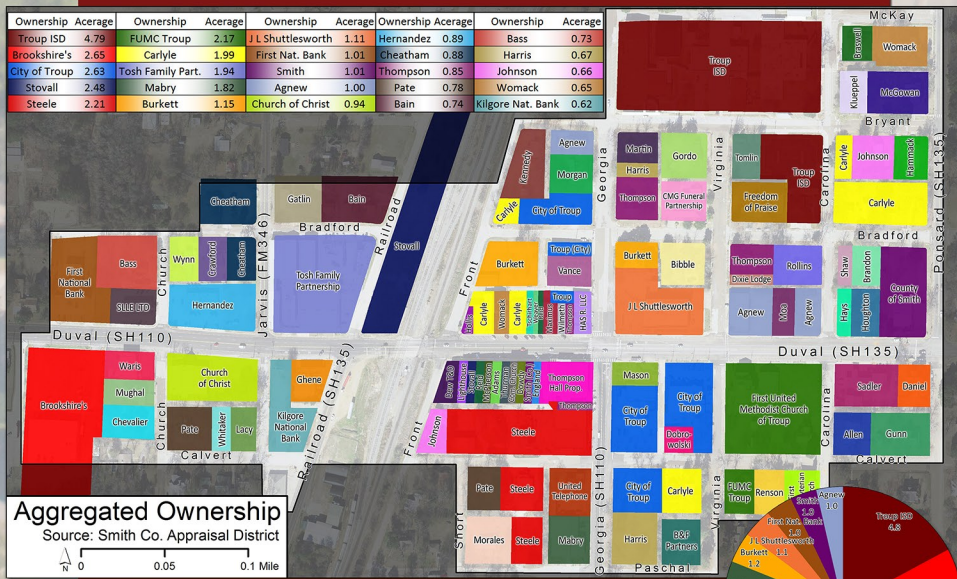 Ownership Acerage Ownership Acerage Ownership Acerage Ownership Acerage Ownership Acerage
Troup ISD 4.79 FUMC Troup 2.17 J L Shuttlesworth 1.11 Hernandez 0.89 Bass 0.73
Brookshire's 2.65 Carlyle 1.99 First Nat. Bank 1.01 Cheatham 0.88 Harris 0.67
City of Troup 2.63 Tosh Family Part. 1.94 Smith 1.01 Thompson 0.85 Johnson 0.66
Stovall 2.48 Mabry 1.82 Agnew 1.00 Pate 0.78 Womack 0.65
Steele 2.21 Burkett 1.15 Church of Christ 0.94 Bain 0.74 Kilgore Nat. Bank 0.62
McKay
Troup
ISD
Braswell
Womack
Klueppel
McGowan
Bryant
Georgia
Virginia
Carolina
Ponsard (SH135)
Kennedy
Agnew
Morgan
Carlyle
City of Troup
Martin
Harris
Gordo
Thompson
CMG Funeral
Partnership
Tomlin
Troup
ISD
Freedom
of Praise
Carlyle
Johnson
Hammack
Carlyle
Cheatham
Gatlin
Bain
Bradford
Railroad
Stovall
Bradford
First
National
Bank
Bass
SLLE LTD
Church
Wynn
Crawford
Cheatham
Hernandez
Jarvis (FM346)
Tosh Family
Partnership
Front
Burkett
Troup (City)
Vance
Carlyle
Womack
Carlyle
Troup
HAS R LLC
Burkett
Bibble
J L Shuttlesworth
Thompson
Dixie Lodge
Rollins
Agnew
Moa
Agnew
Shaw
Brandon
Hays
Houghton
County
of Smith
Duval (SH110)
Duval (SH135)
Brookshire's
Waris
Mughal
Chevalier
Church
Church
of Christ
Pate
Whitaker
Lacy
Calvert
Ghene
Kilgore
National
Bank
Railroad (SH135)
Front
Adams
England
Thompson
Hall Prop
Thompson
Johnson
Steele
Mason
City of
Troup
City of
Troup
Dobro-
wolski
First United
Methodist Church
of Troup
Carolina
Sadler
Daniel
Allen
Gunn
Calvert
Short
Pate
Steele
United
Telephone
Morales
Steele
Mabry
Georgia (SH110)
City of
Troup
Carlyle
Harris
B&F
Partners
Paschal
Virginia
FUMC
Troup
Renson
Aggregated Ownership
Source: Smith Co. Appraisal District
N
0 0.05 0.1 Mile
Agnew
1.0
Smith
1.0
First Nat. Bank
1.0
J L Shuttlesworth
1.1
Burkett
1.2
Troup ISD
4.8